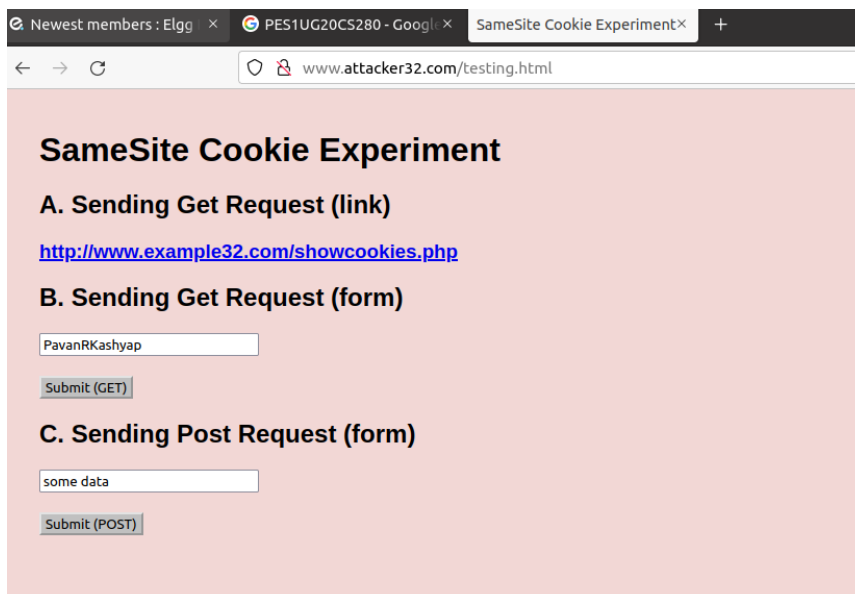 Newest members : Elgg
PES1UG20CS280 - Google
SameSite Cookie Experiment
www.attacker32.com/testing.html
SameSite Cookie Experiment
A. Sending Get Request (link)
http://www.example32.com/showcookies.php
B. Sending Get Request (form)
PavanRKashyap
Submit (GET)
C. Sending Post Request (form)
some data
Submit (POST)